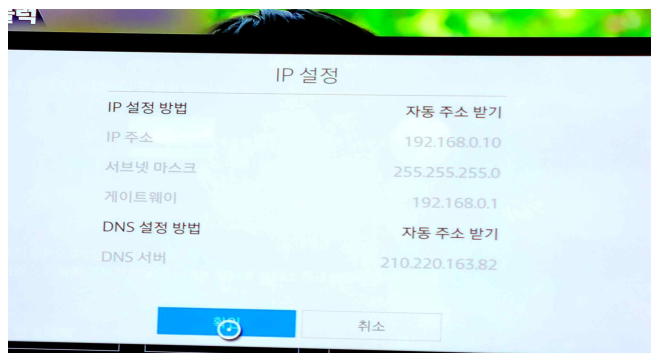 IP 설정
IP 설정 방법 자동 주소 받기
IP 주소 192.168.0.10
서브넷 마스크 255.255.255.0
게이트웨이 192.168.0.1
DNS 설정 방법 자동 주소 받기
DNS 서버 210.220.163.82
확인 취소